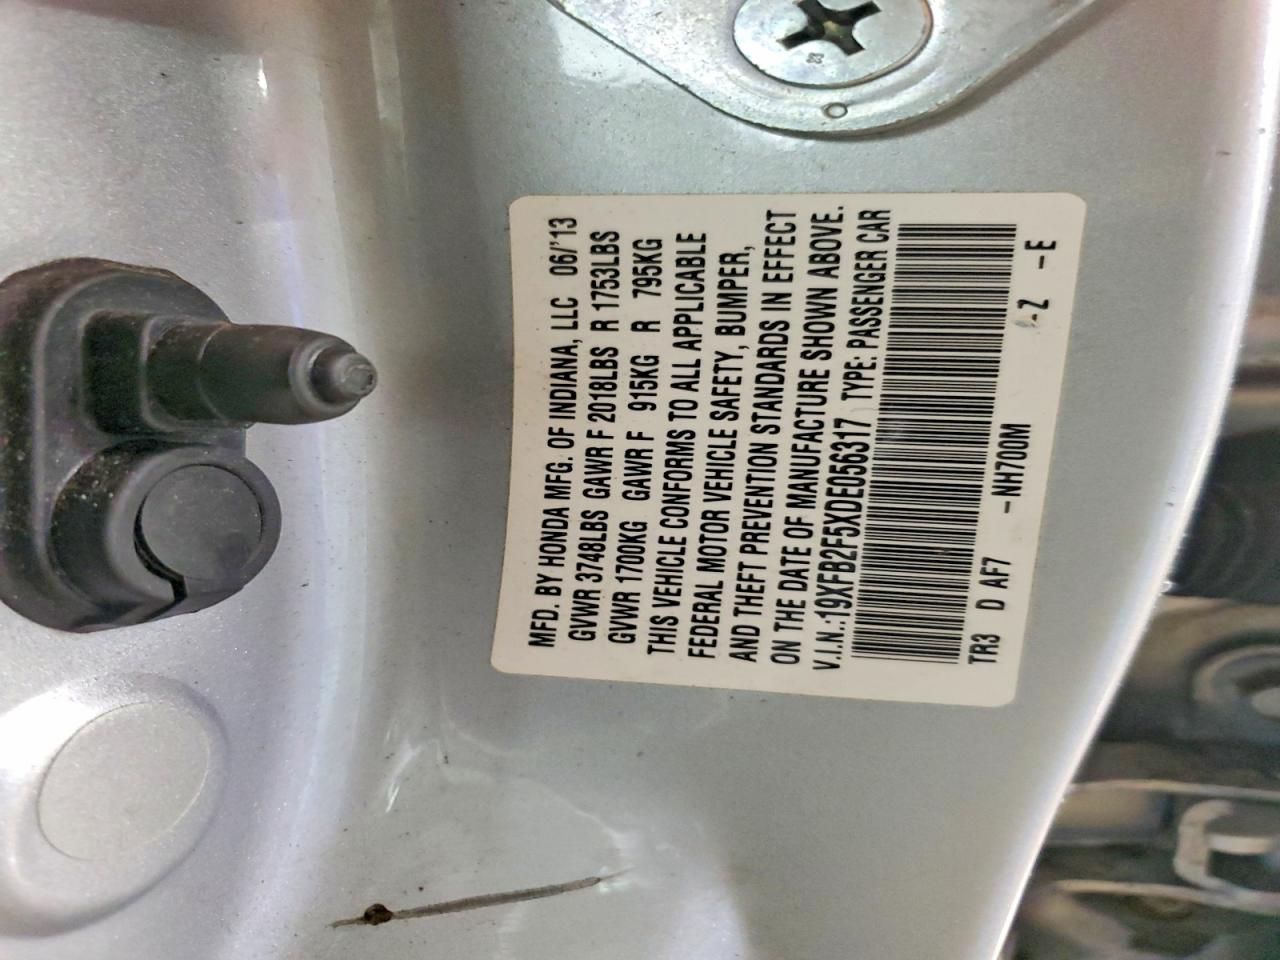 MFD. BY HONDA MFG. OF INDIANA, LLC 06/'13
GVWR 3748LBS GAWR F 2018LBS R 1753LBS
GVWR 1700KG GAWR F 915KG R 795KG
THIS VEHICLE CONFORMS TO ALL APPLICABLE
FEDERAL MOTOR VEHICLE SAFETY, BUMPER,
AND THEFT PREVENTION STANDARDS IN EFFECT
ON THE DATE OF MANUFACTURE SHOWN ABOVE.
V.I.N.:19XFB2F5XDE056317 TYPE: PASSENGER CAR
TR3 D AF7 -NH700M -Z -E